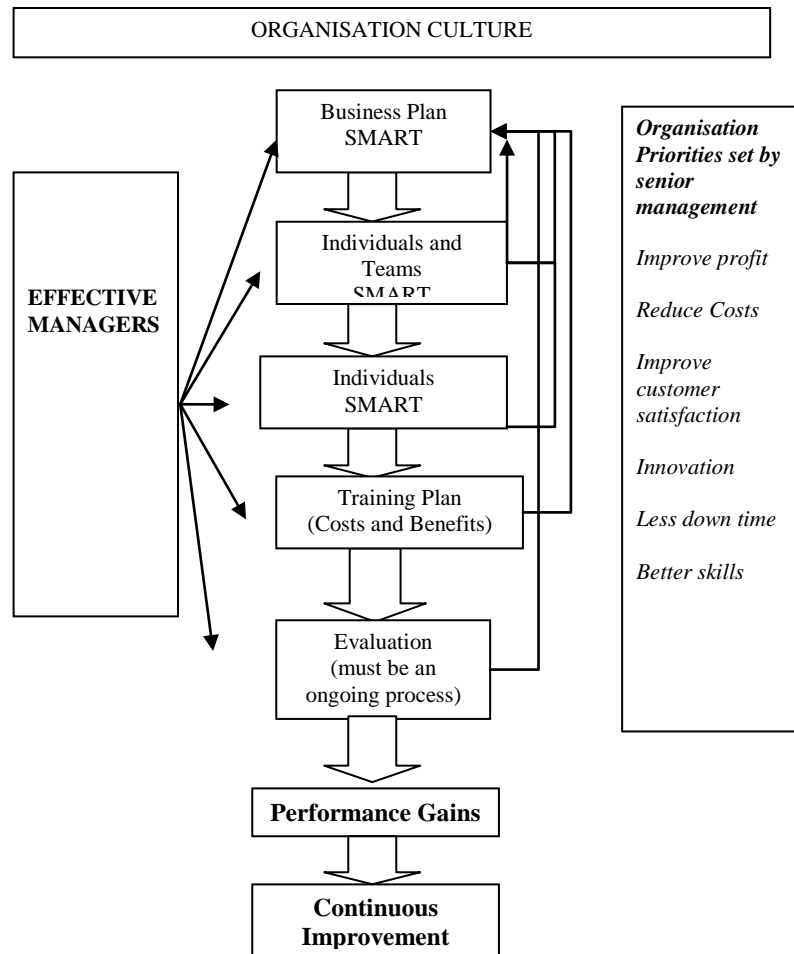 ORGANISATION CULTURE
Business Plan
SMART
Individuals and
Teams
SMART
Individuals
SMART
Training Plan
(Costs and Benefits)
Evaluation
(must be an
ongoing process)
Performance Gains
Continuous
Improvement
EFFECTIVE
MANAGERS
Organisation
Priorities set by
senior
management
Improve profit
Reduce Costs
Improve
customer
satisfaction
Innovation
Less down time
Better skills